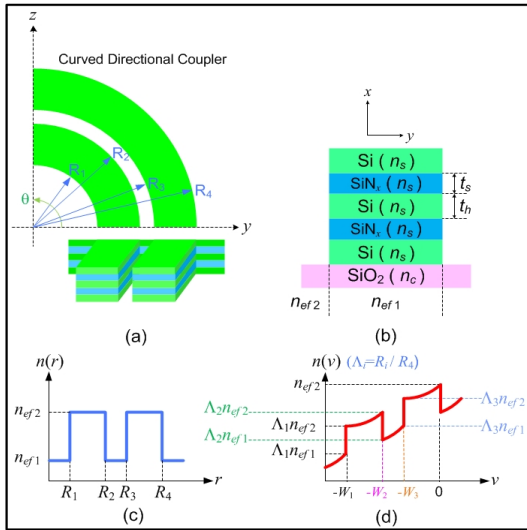 z
Curved Directional Coupler
R1
R2
R3
R4
θ
y
(a)
x
y
Si ( ns )
SiNx ( ns )
Si ( ns )
SiNx ( ns )
Si ( ns )
SiO2 ( nc )
ts
th
nef 2
nef 1
(b)
n(r)
nef 2
nef 1
R1 R2 R3 R4
r
(c)
n(v) (Λi=Ri / R4)
nef 2
Λ2nef 2
Λ1nef 2
Λ2nef 1
Λ1nef 1
Λ3nef 2
Λ3nef 1
-W1 -W2 -W3 0
v
(d)